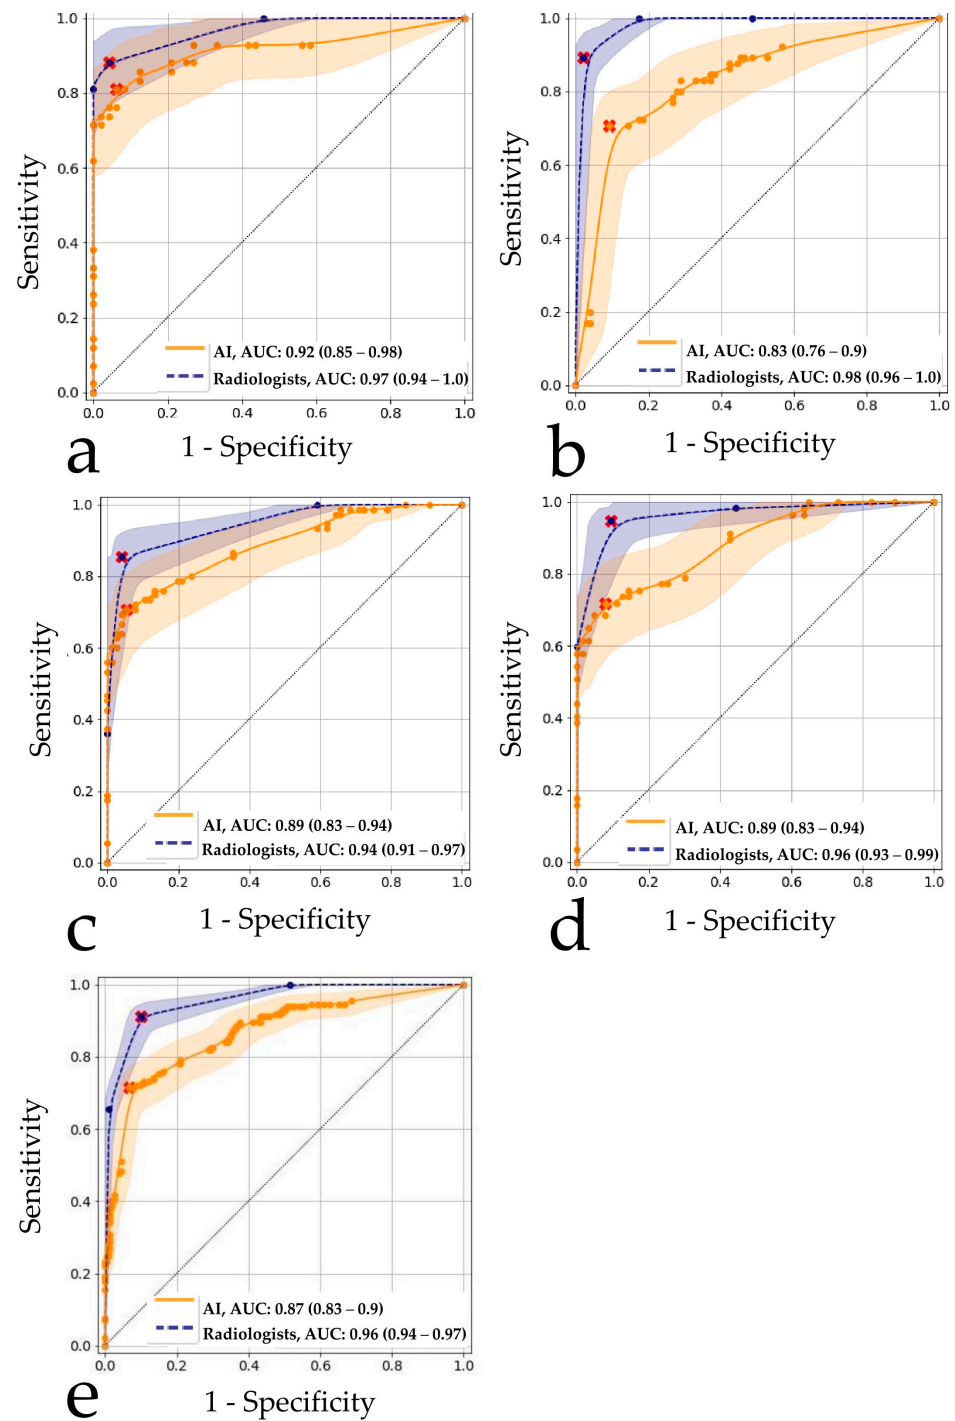 1.0
0.8
0.6
0.4
0.2
0.0
Sensitivity
AI, AUC: 0.92 (0.85 – 0.98)
Radiologists, AUC: 0.97 (0.94 – 1.0)
0.0 0.2 0.4 0.6 0.8 1.0
1 - Specificity
a
1.0
0.8
0.6
0.4
0.2
0.0
Sensitivity
AI, AUC: 0.83 (0.76 – 0.9)
Radiologists, AUC: 0.98 (0.96 – 1.0)
0.0 0.2 0.4 0.6 0.8 1.0
1 - Specificity
b
1.0
0.8
0.6
0.4
0.2
0.0
Sensitivity
AI, AUC: 0.89 (0.83 – 0.94)
Radiologists, AUC: 0.94 (0.91 – 0.97)
0.0 0.2 0.4 0.6 0.8 1.0
1 - Specificity
c
1.0
0.8
0.6
0.4
0.2
0.0
Sensitivity
AI, AUC: 0.89 (0.83 – 0.94)
Radiologists, AUC: 0.96 (0.93 – 0.99)
0.0 0.2 0.4 0.6 0.8 1.0
1 - Specificity
d
1.0
0.8
0.6
0.4
0.2
0.0
Sensitivity
AI, AUC: 0.87 (0.83 – 0.9)
Radiologists, AUC: 0.96 (0.94 – 0.97)
0.0 0.2 0.4 0.6 0.8 1.0
1 - Specificity
e